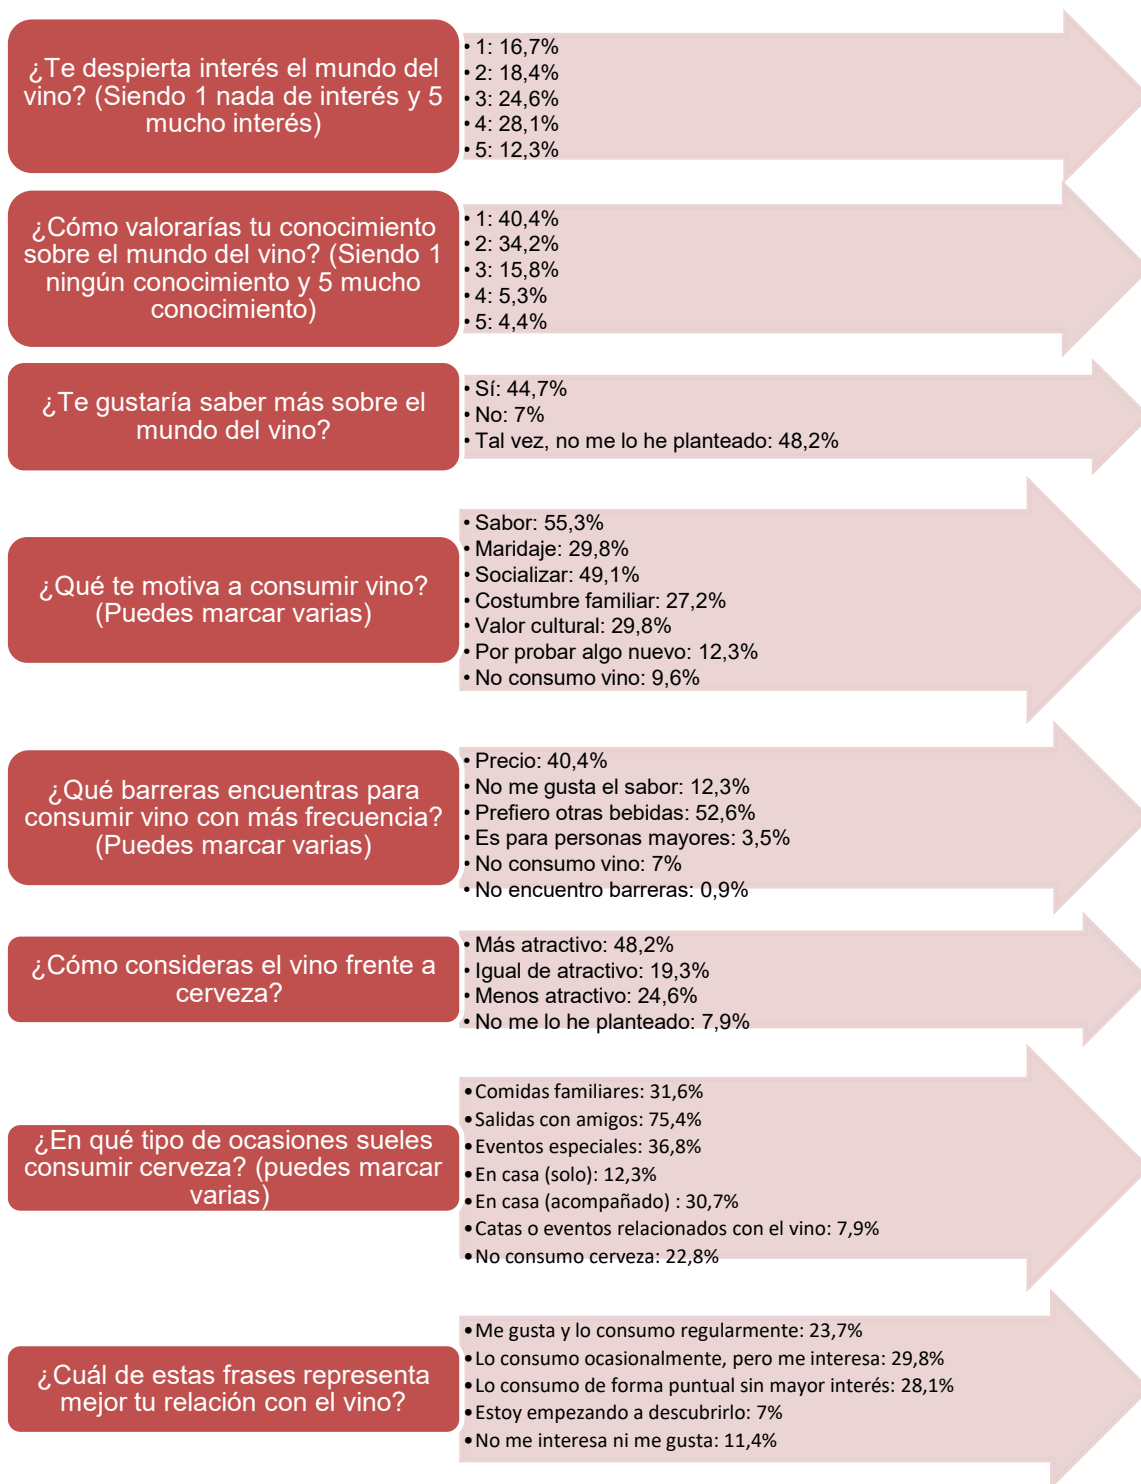 ¿Te despierta interés el mundo del
vino? (Siendo 1 nada de interés y 5
mucho interés)
• 1: 16,7%
• 2: 18,4%
• 3: 24,6%
• 4: 28,1%
• 5: 12,3%
¿Cómo valorarías tu conocimiento
sobre el mundo del vino? (Siendo 1
ningún conocimiento y 5 mucho
conocimiento)
• 1: 40,4%
• 2: 34,2%
• 3: 15,8%
• 4: 5,3%
• 5: 4,4%
¿Te gustaría saber más sobre el
mundo del vino?
• Sí: 44,7%
• No: 7%
• Tal vez, no me lo he planteado: 48,2%
¿Qué te motiva a consumir vino?
(Puedes marcar varias)
• Sabor: 55,3%
• Maridaje: 29,8%
• Socializar: 49,1%
• Costumbre familiar: 27,2%
• Valor cultural: 29,8%
• Por probar algo nuevo: 12,3%
• No consumo vino: 9,6%
¿Qué barreras encuentras para
consumir vino con más frecuencia?
(Puedes marcar varias)
• Precio: 40,4%
• No me gusta el sabor: 12,3%
• Prefiero otras bebidas: 52,6%
• Es para personas mayores: 3,5%
• No consumo vino: 7%
• No encuentro barreras: 0,9%
¿Cómo consideras el vino frente a
cerveza?
• Más atractivo: 48,2%
• Igual de atractivo: 19,3%
• Menos atractivo: 24,6%
• No me lo he planteado: 7,9%
¿En qué tipo de ocasiones sueles
consumir cerveza? (puedes marcar
varias)
• Comidas familiares: 31,6%
• Salidas con amigos: 75,4%
• Eventos especiales: 36,8%
• En casa (solo): 12,3%
• En casa (acompañado) : 30,7%
• Catas o eventos relacionados con el vino: 7,9%
• No consumo cerveza: 22,8%
¿Cuál de estas frases representa
mejor tu relación con el vino?
• Me gusta y lo consumo regularmente: 23,7%
• Lo consumo ocasionalmente, pero me interesa: 29,8%
• Lo consumo de forma puntual sin mayor interés: 28,1%
• Estoy empezando a descubrirlo: 7%
• No me interesa ni me gusta: 11,4%